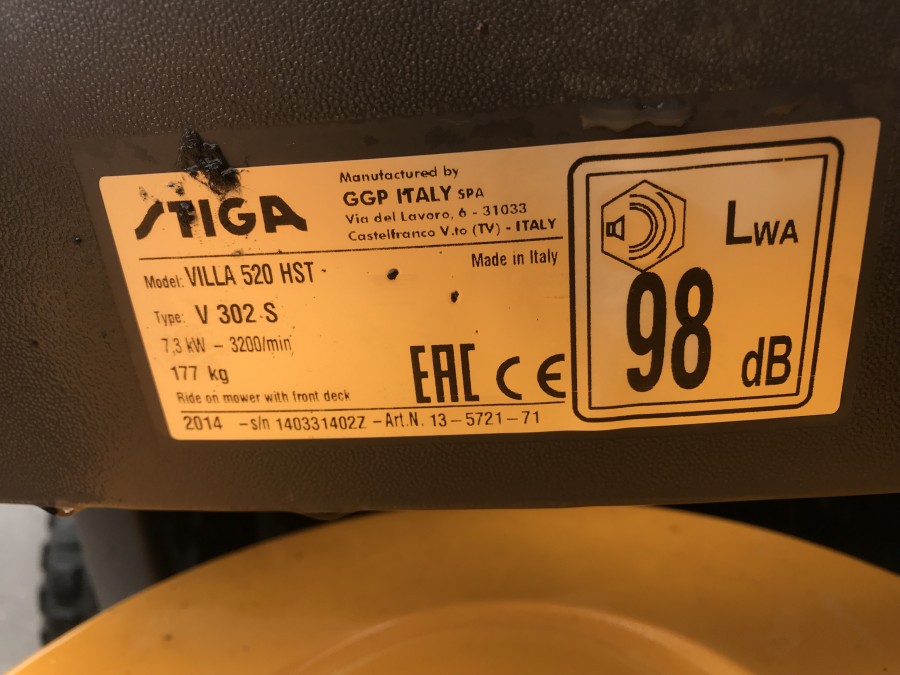 STIGA
Manufactured by
GGP ITALY SPA
Via del Lavoro, 6 - 31033
Castelfranco V.to (TV) - ITALY
Model: VILLA 520 HST
Made in Italy
Type: V 302 S
7,3 kW - 3200/min
177 kg
Ride on mower with front deck
EAC CE
2014 - s/n 140331402Z - Art.N. 13-5721-71
LWA
98 dB